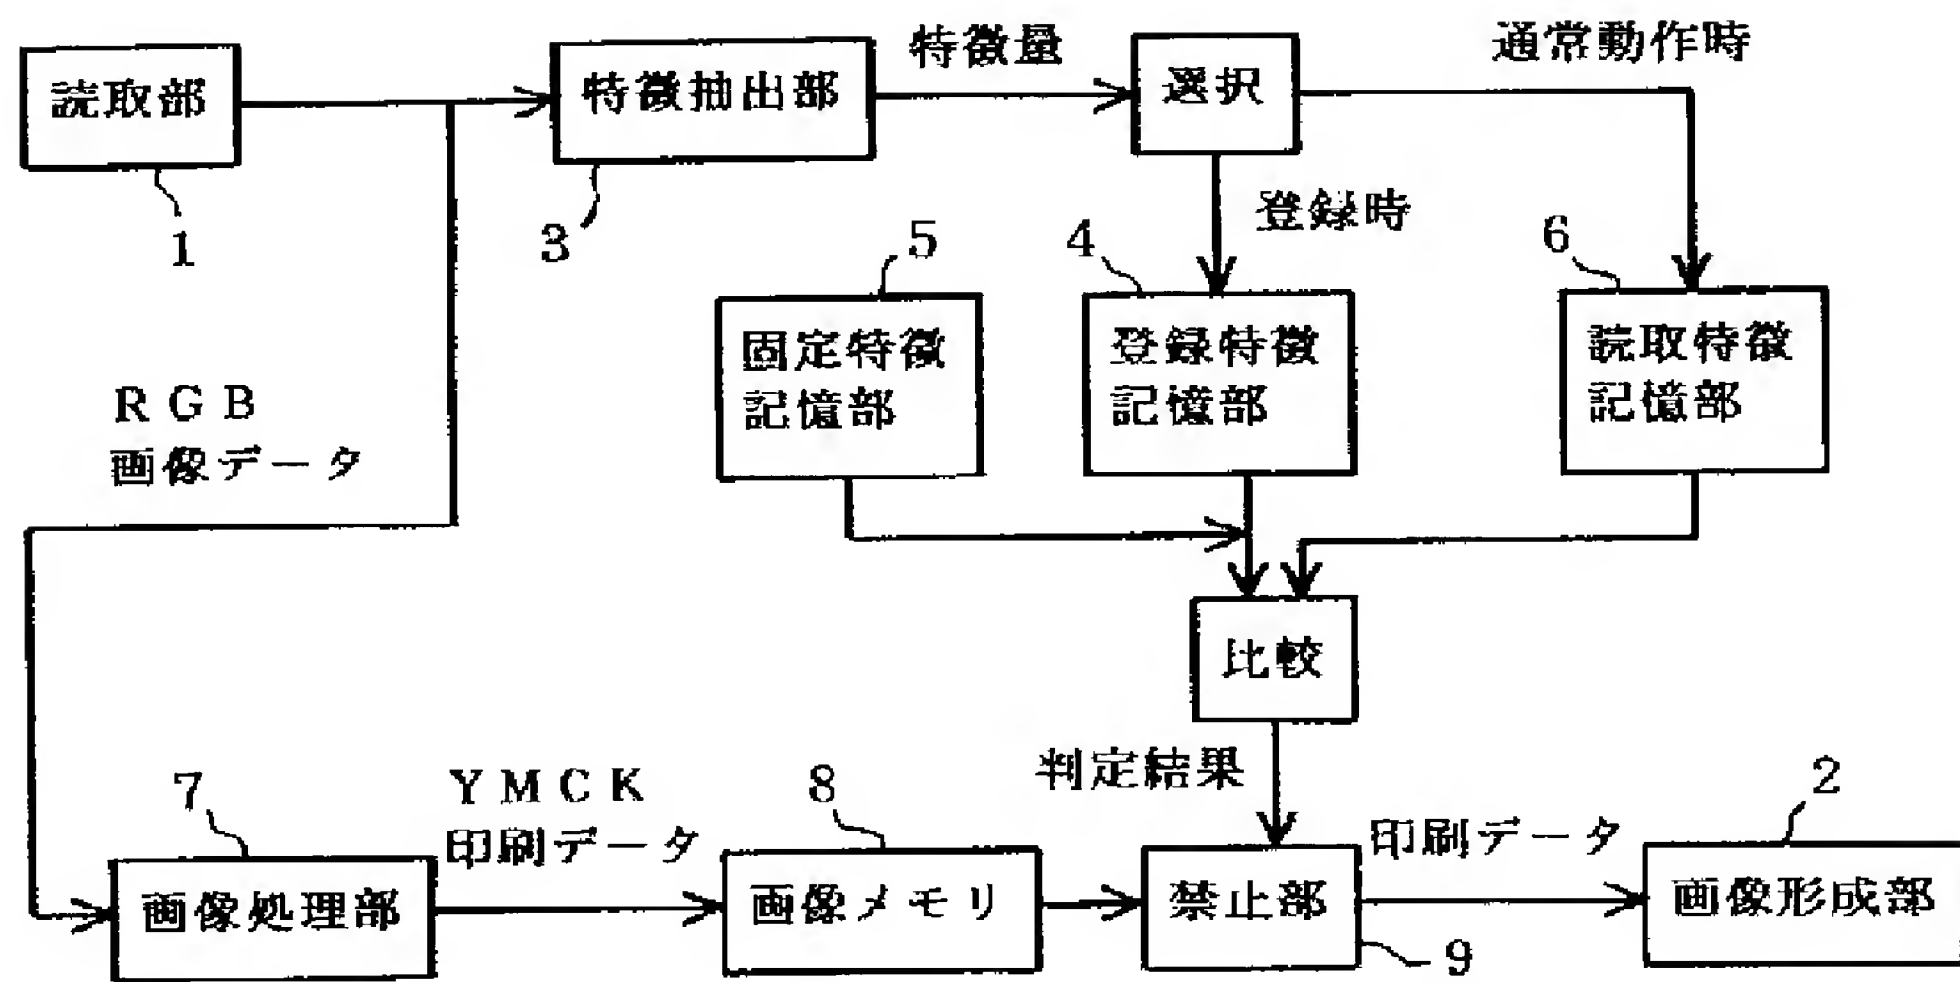 読取部
1
特徴抽出部
3
特徴量
選択
通常動作時
登録時
5
固定特徴
記憶部
4
登録特徴
記憶部
6
読取特徴
記憶部
RGB
画像データ
比較
判定結果
7
画像処理部
YMCK
印刷データ
8
画像メモリ
禁止部
9
印刷データ
2
画像形成部